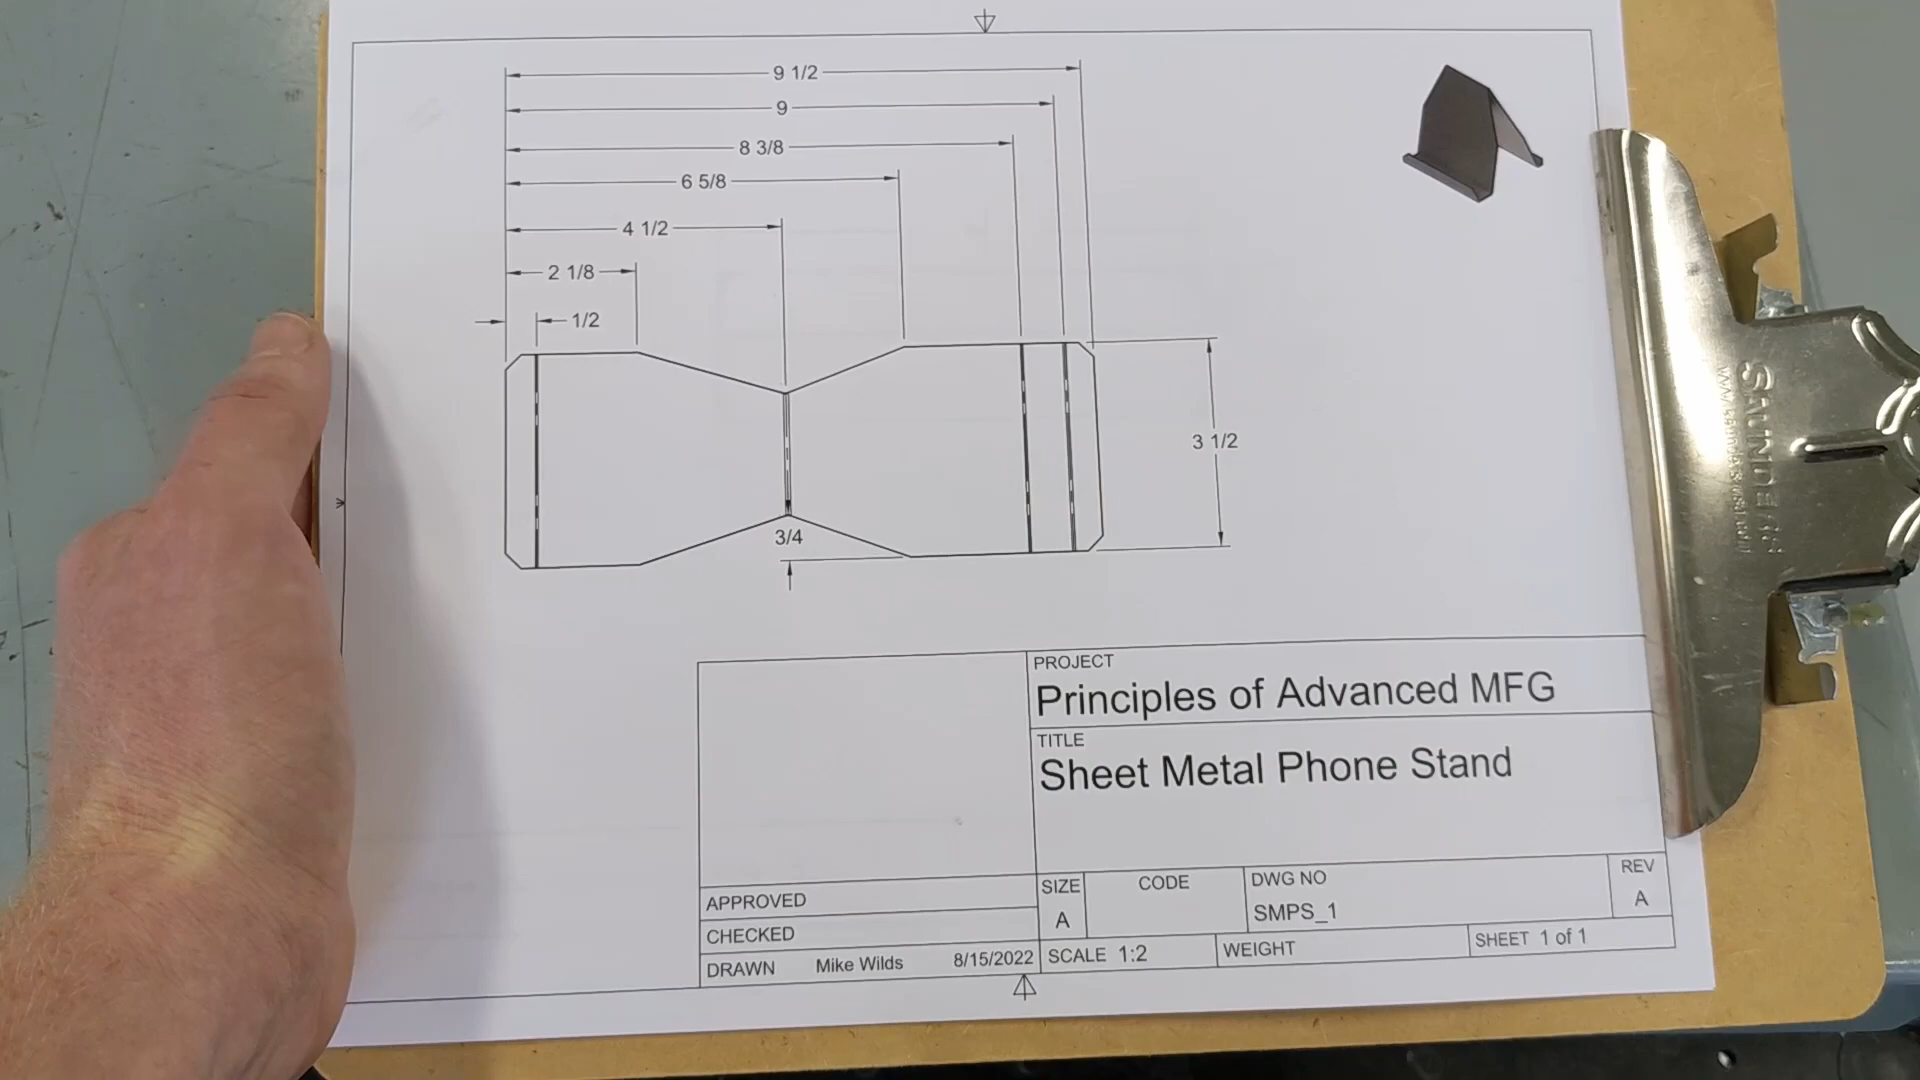 9 1/2
9
8 3/8
6 5/8
4 1/2
2 1/8
1/2
3 1/2
3/4
PROJECT
Principles of Advanced MFG
TITLE
Sheet Metal Phone Stand
APPROVED
CHECKED
DRAWN Mike Wilds 8/15/2022
SIZE
A
CODE
DWG NO
SMPS_1
REV
A
SCALE 1:2
WEIGHT
SHEET 1 of 1